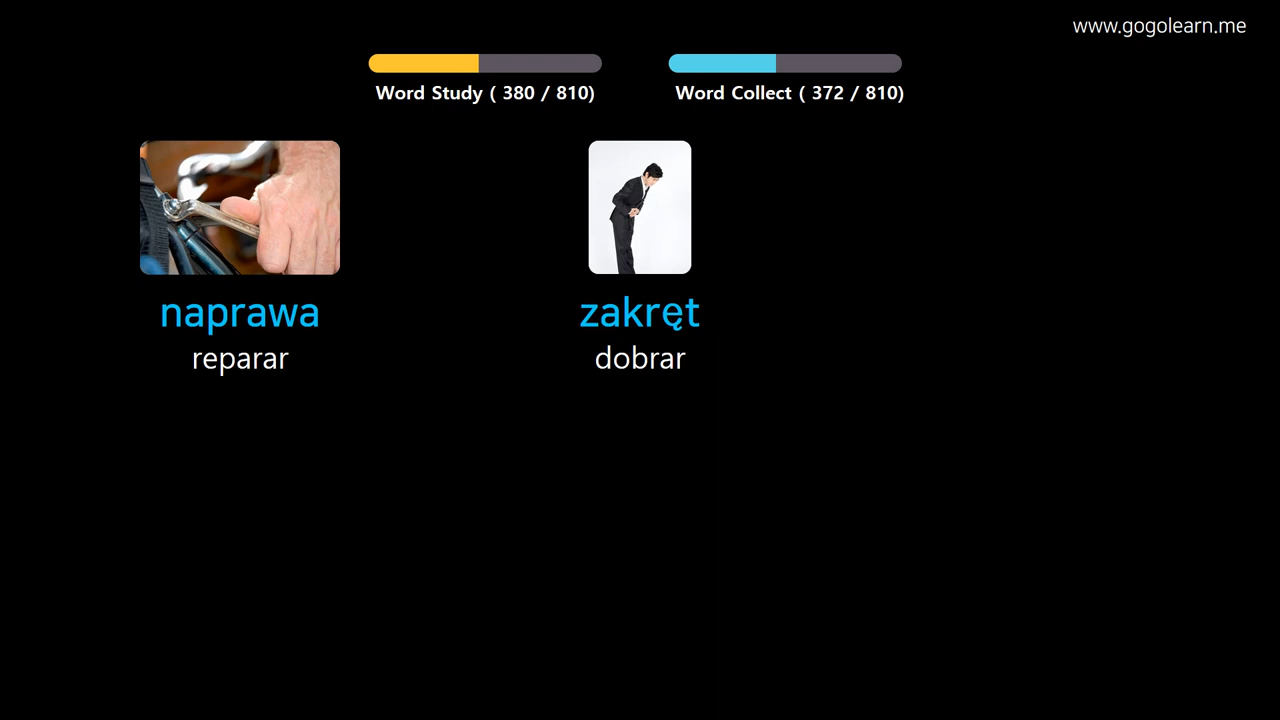 www.gogolearn.me
Word Study ( 380 / 810)
Word Collect ( 372 / 810)
naprawa
reparar
zakręt
dobrar